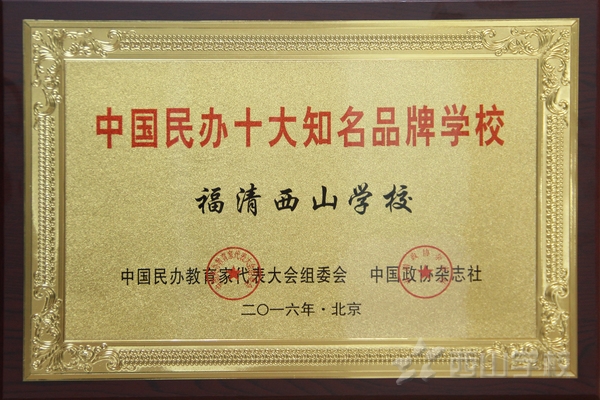 中国民办十大知名品牌学校
福清西山学校
中国民办教育家代表大会组委会 中国政协杂志社
二〇一六年·北京
西山学校